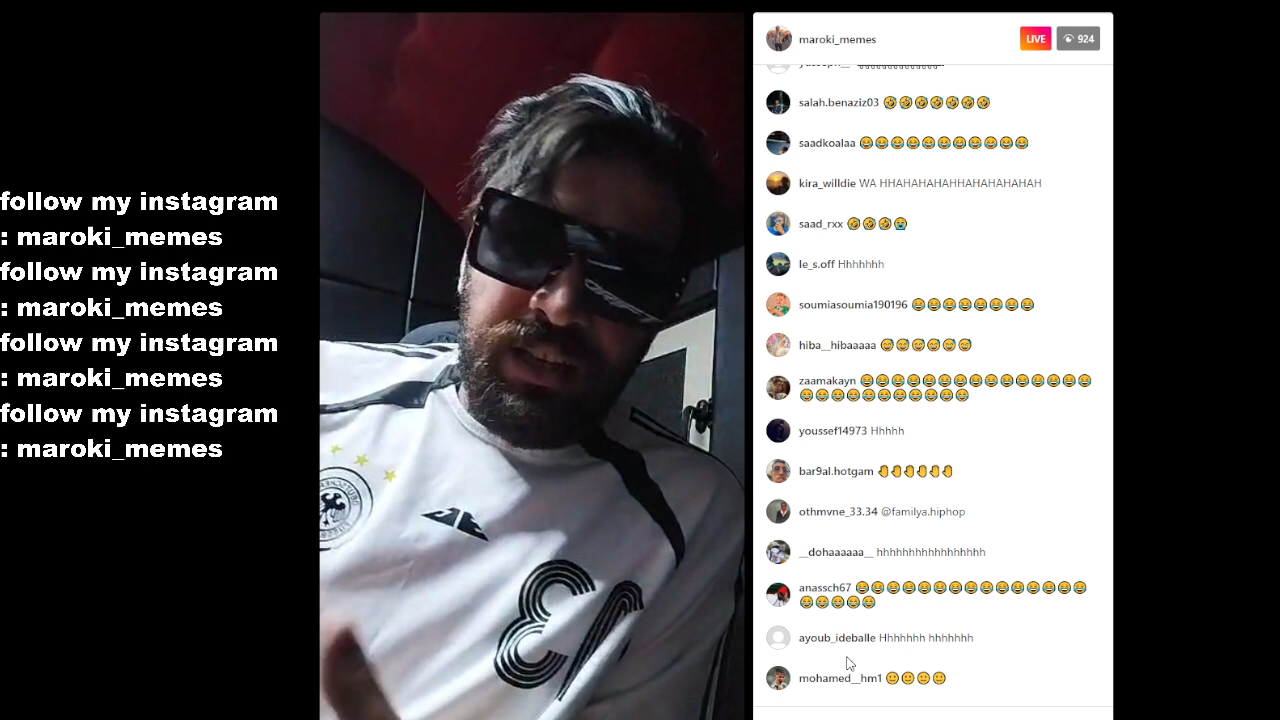 follow my instagram
: maroki_memes
follow my instagram
: maroki_memes
follow my instagram
: maroki_memes
follow my instagram
: maroki_memes
maroki_memes
LIVE
924
salah.benaziz03 🤣🤣🤣🤣🤣🤣🤣
saadkoalaa 😂😂😂😂😂😂😂😂😂😂😂
kira_willdie WA HHAHAHAHAHHAHAHAHAHAH
saad_rxx 🤣🤣🤣😭
le_s.off Hhhhhhh
soumiasoumia190196 😂😂😂😂😂😂😂😂
hiba__hibaaaaa 😅😅😅😅😅😅
zaamakayn 😂😂😂😂😂😂😂😂😂😂😂😂😂😂😂
😂😂😂😂😂😂😂😂😂😂😂
youssef14973 Hhhhh
bar9al.hotgam 🤚🤚🤚🤚🤚🤚
othmvne_33.34 @familya.hiphop
__dohaaaaaa__ hhhhhhhhhhhhhhhhh
anassch67 😂😂😂😂😂😂😂😂😂😂😂😂😂😂😂
😂😂😂😂😂
ayoub_ideballe Hhhhhhh hhhhhhh
mohamed__hm1 🙂🙂🙂🙂